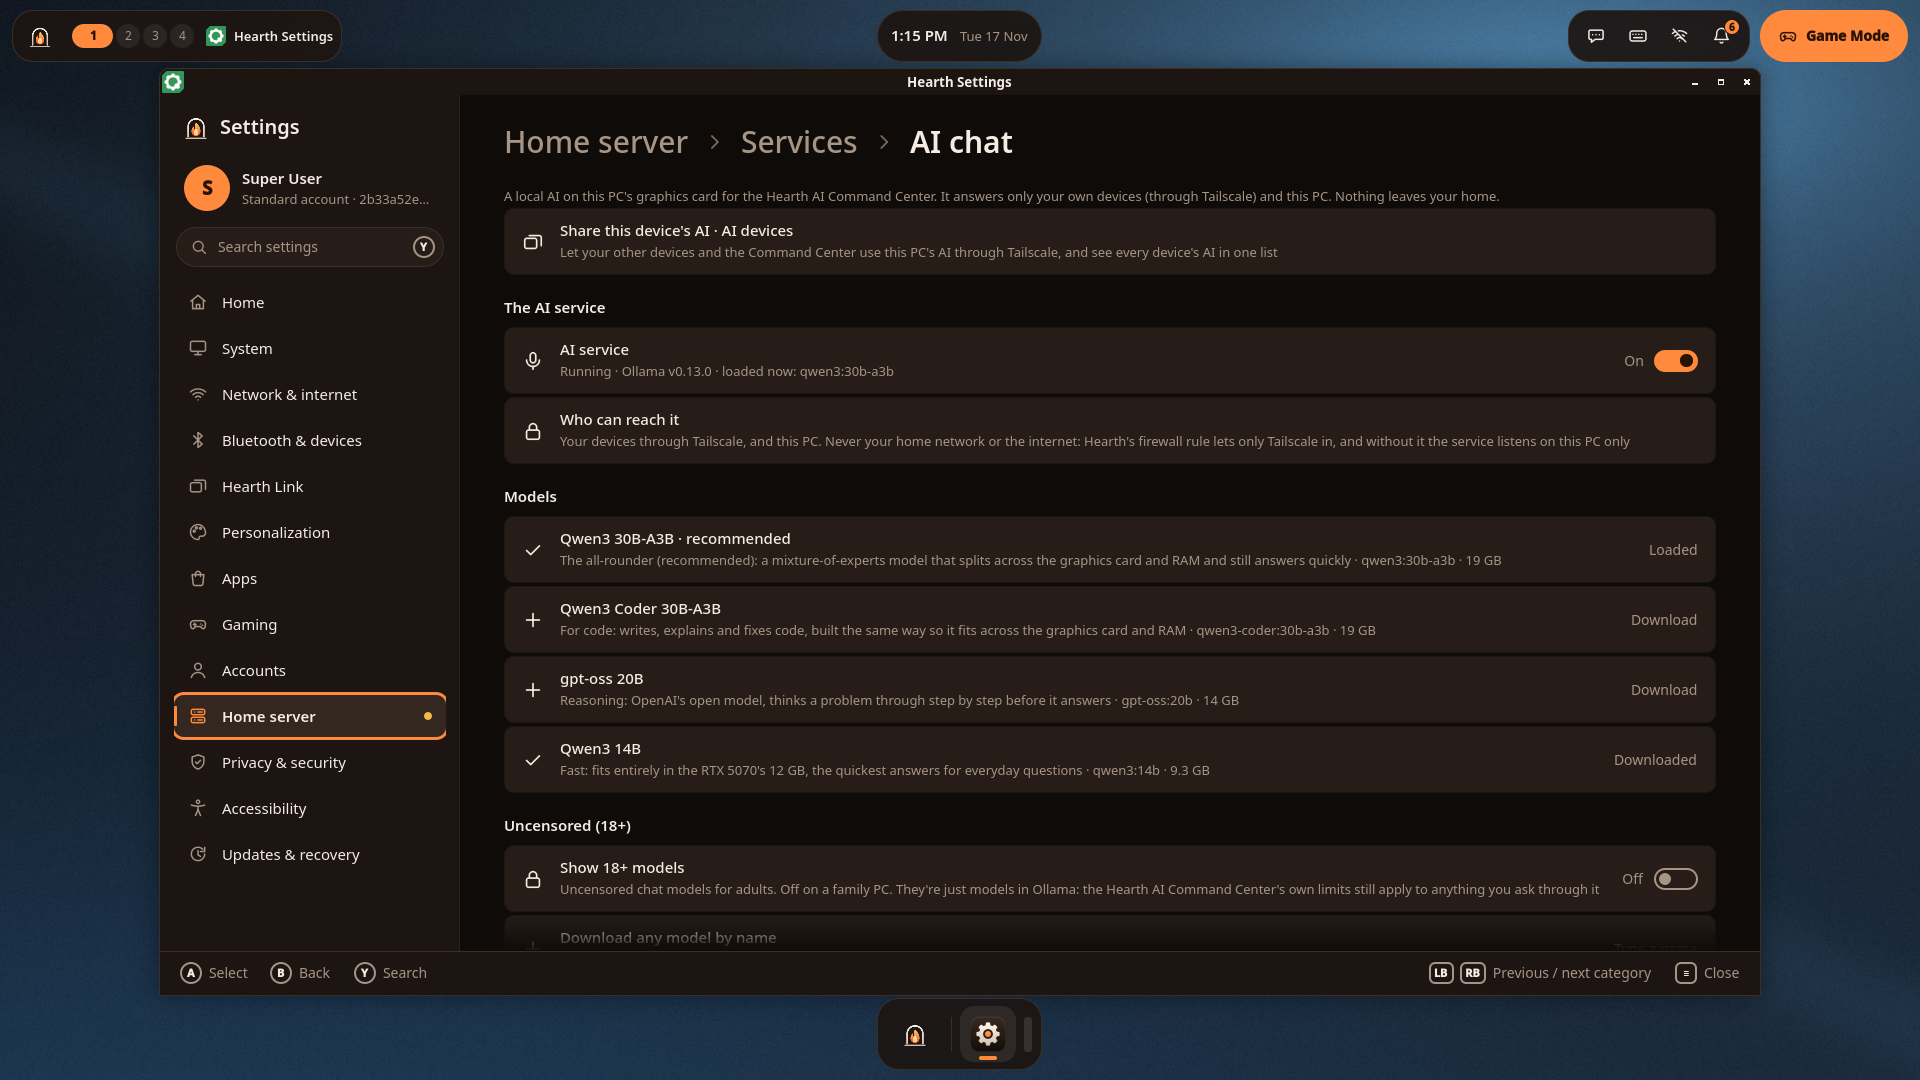 1 2 3 4 Hearth Settings
1:15 PM Tue 17 Nov
6
Game Mode
Hearth Settings
Settings
S
Super User
Standard account · 2b33a52e...
Search settings Y
Home
System
Network & internet
Bluetooth & devices
Hearth Link
Personalization
Apps
Gaming
Accounts
Home server
Privacy & security
Accessibility
Updates & recovery
Home server > Services > AI chat
A local AI on this PC's graphics card for the Hearth AI Command Center. It answers only your own devices (through Tailscale) and this PC. Nothing leaves your home.
Share this device's AI · AI devices
Let your other devices and the Command Center use this PC's AI through Tailscale, and see every device's AI in one list
The AI service
AI service
Running · Ollama v0.13.0 · loaded now: qwen3:30b-a3b
On
Who can reach it
Your devices through Tailscale, and this PC. Never your home network or the internet: Hearth's firewall rule lets only Tailscale in, and without it the service listens on this PC only
Models
Qwen3 30B-A3B · recommended
The all-rounder (recommended): a mixture-of-experts model that splits across the graphics card and RAM and still answers quickly · qwen3:30b-a3b · 19 GB
Loaded
Qwen3 Coder 30B-A3B
For code: writes, explains and fixes code, built the same way so it fits across the graphics card and RAM · qwen3-coder:30b-a3b · 19 GB
Download
gpt-oss 20B
Reasoning: OpenAI's open model, thinks a problem through step by step before it answers · gpt-oss:20b · 14 GB
Download
Qwen3 14B
Fast: fits entirely in the RTX 5070's 12 GB, the quickest answers for everyday questions · qwen3:14b · 9.3 GB
Downloaded
Uncensored (18+)
Show 18+ models
Uncensored chat models for adults. Off on a family PC. They're just models in Ollama: the Hearth AI Command Center's own limits still apply to anything you ask through it
Off
Download any model by name
Type a name
A Select B Back Y Search
LB RB Previous / next category ≡ Close